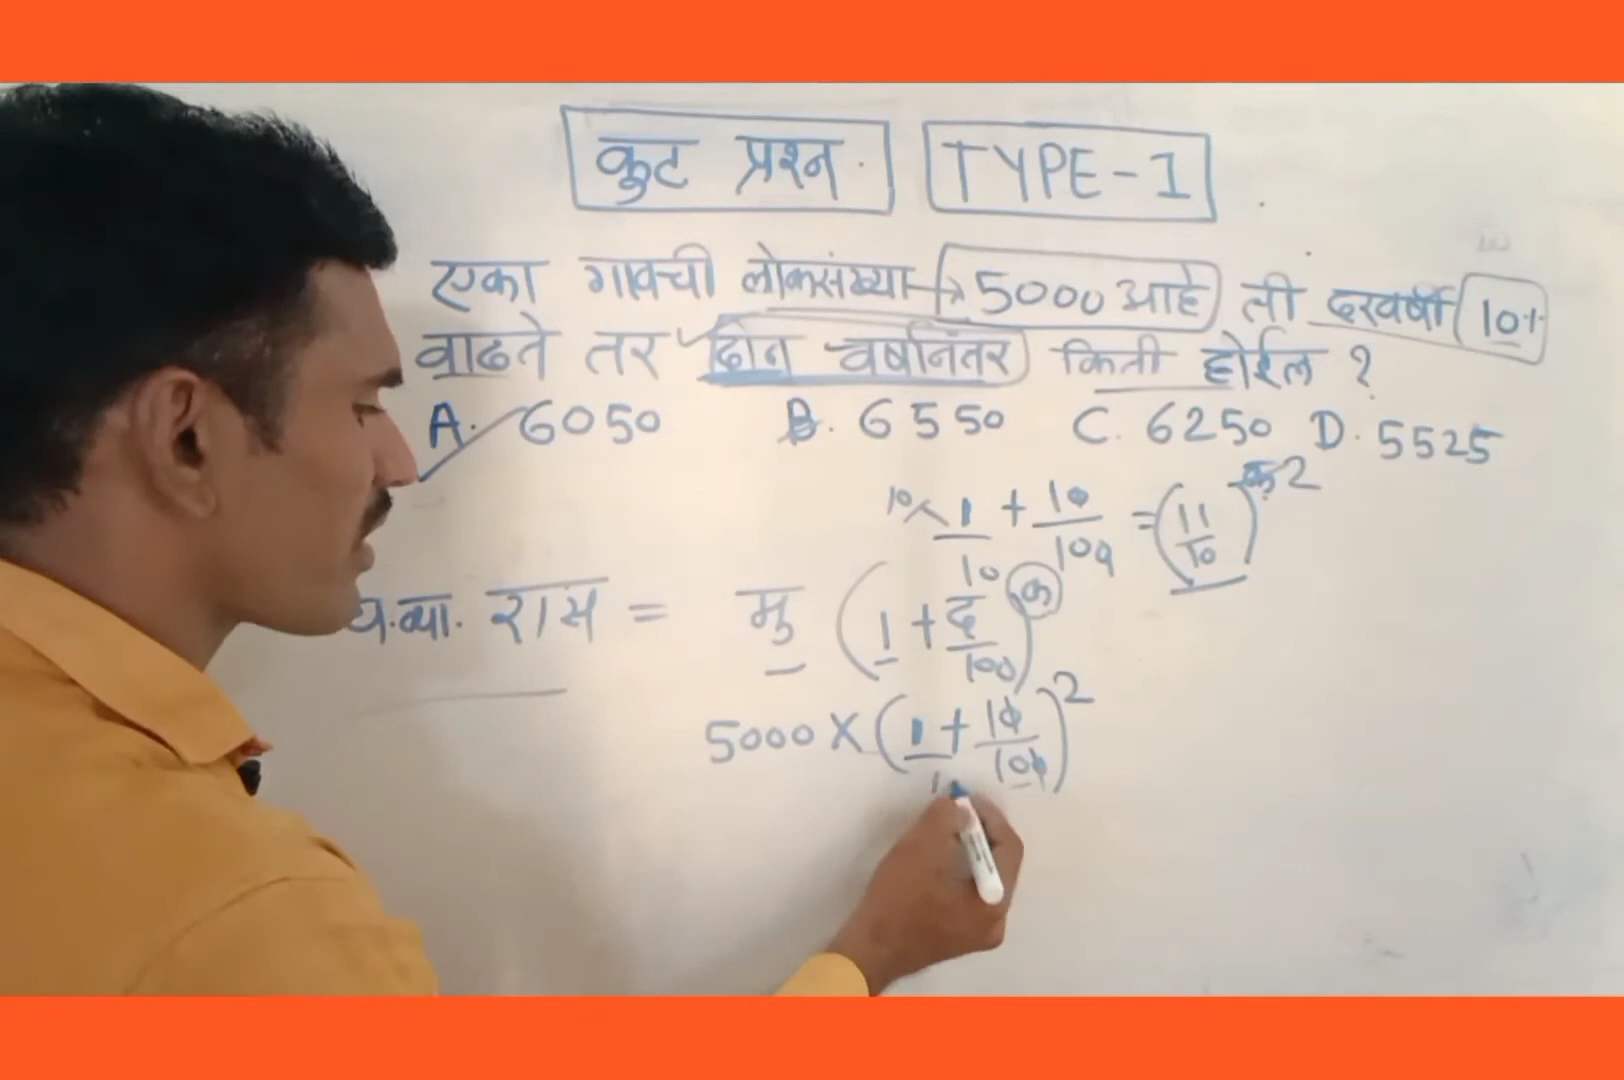 कुट प्रश्न. TYPE-1
एका गावची लोकसंख्या → 5000 आहे ती दरवर्षी 10%
वाढते तर दोन वर्षानंतर किती होईल ?
A. 6050 B. 6550 C. 6250 D. 5525
10× 1/10 + 10/100 = (11/10)^2
च.व्या. रास = मु (1 + द/100)^क
5000 × (1 + 10/100)^2